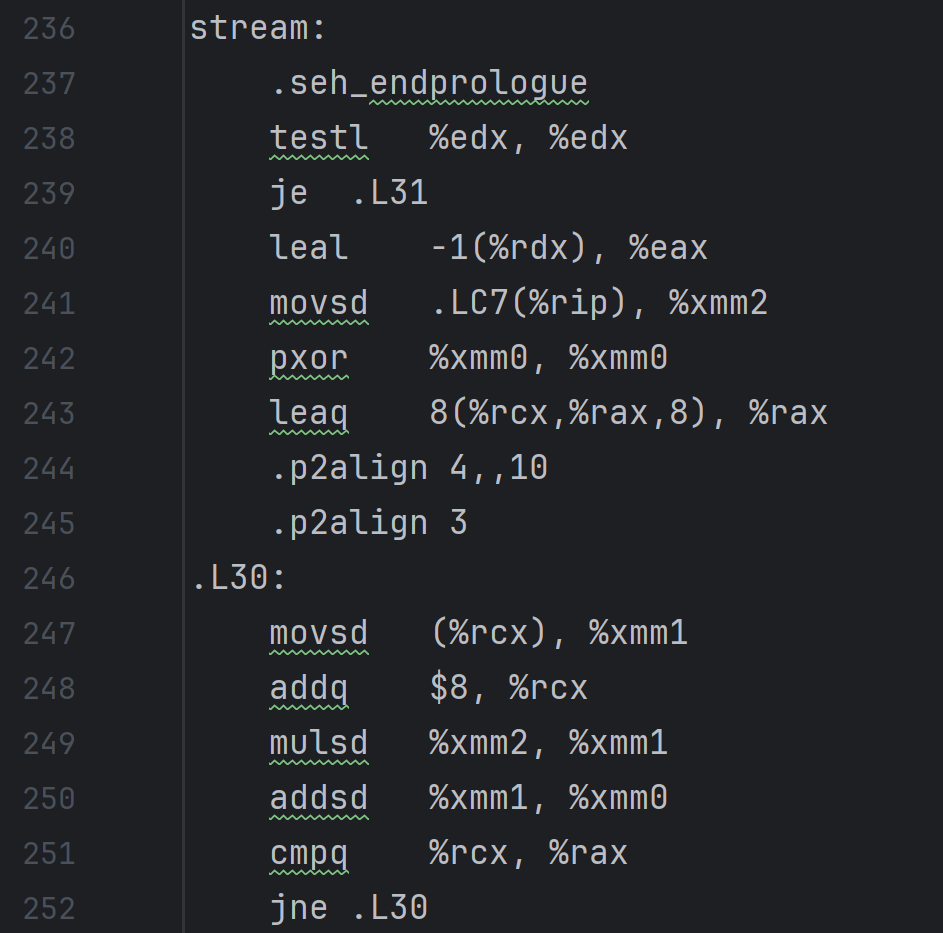 236 stream:
237 .seh_endprologue
238 testl %edx, %edx
239 je .L31
240 leal -1(%rdx), %eax
241 movsd .LC7(%rip), %xmm2
242 pxor %xmm0, %xmm0
243 leaq 8(%rcx,%rax,8), %rax
244 .p2align 4,,10
245 .p2align 3
246 .L30:
247 movsd (%rcx), %xmm1
248 addq $8, %rcx
249 mulsd %xmm2, %xmm1
250 addsd %xmm1, %xmm0
251 cmpq %rcx, %rax
252 jne .L30